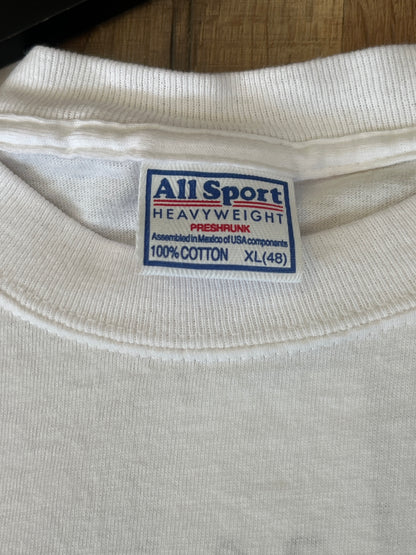 All Sport
HEAVYWEIGHT
PRESHRUNK
Assembled in Mexico of USA components
100% COTTON XL (48)